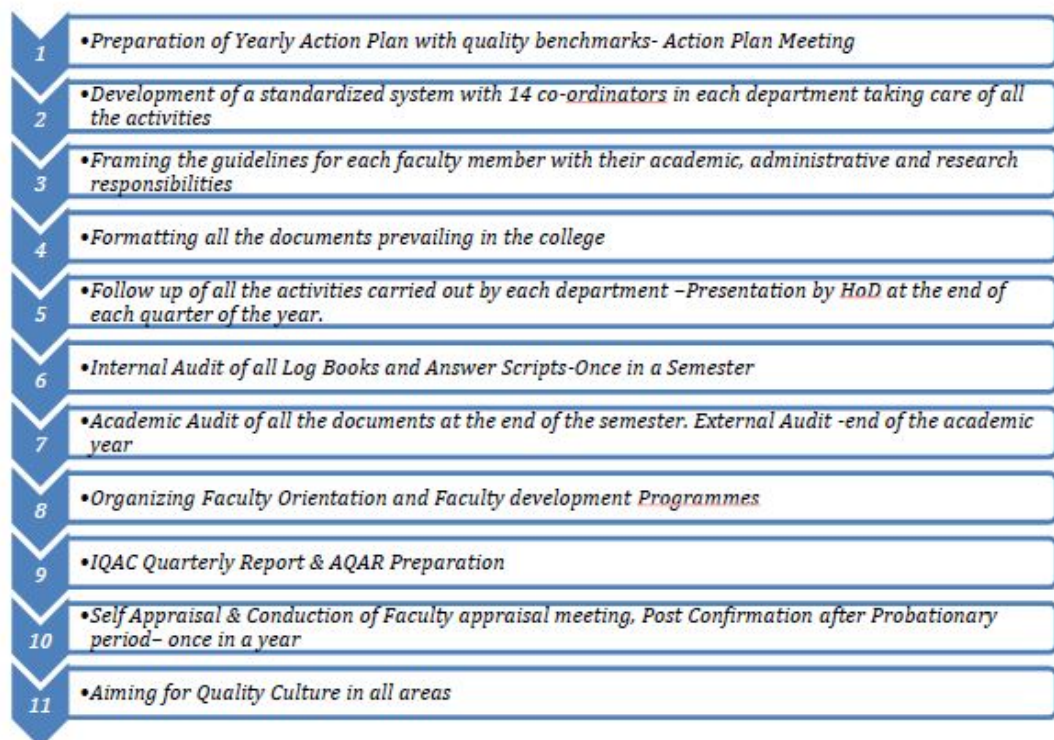 1
•Preparation of Yearly Action Plan with quality benchmarks- Action Plan Meeting
2
•Development of a standardized system with 14 co-ordinators in each department taking care of all
the activities
3
•Framing the guidelines for each faculty member with their academic, administrative and research
responsibilities
4
•Formatting all the documents prevailing in the college
5
•Follow up of all the activities carried out by each department –Presentation by HoD at the end of
each quarter of the year.
6
•Internal Audit of all Log Books and Answer Scripts-Once in a Semester
7
•Academic Audit of all the documents at the end of the semester. External Audit -end of the academic
year
8
•Organizing Faculty Orientation and Faculty development Programmes
9
•IQAC Quarterly Report & AQAR Preparation
10
•Self Appraisal & Conduction of Faculty appraisal meeting, Post Confirmation after Probationary
period– once in a year
11
•Aiming for Quality Culture in all areas